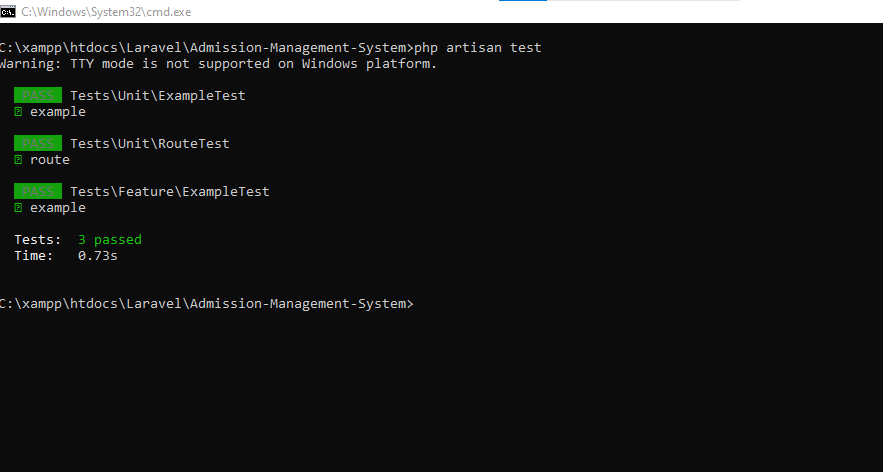 C:\Windows\System32\cmd.exe
C:\xampp\htdocs\Laravel\Admission-Management-System>php artisan test
Warning: TTY mode is not supported on Windows platform.
PASS Tests\Unit\ExampleTest
example
PASS Tests\Unit\RouteTest
route
PASS Tests\Feature\ExampleTest
example
Tests: 3 passed
Time: 0.73s
C:\xampp\htdocs\Laravel\Admission-Management-System>